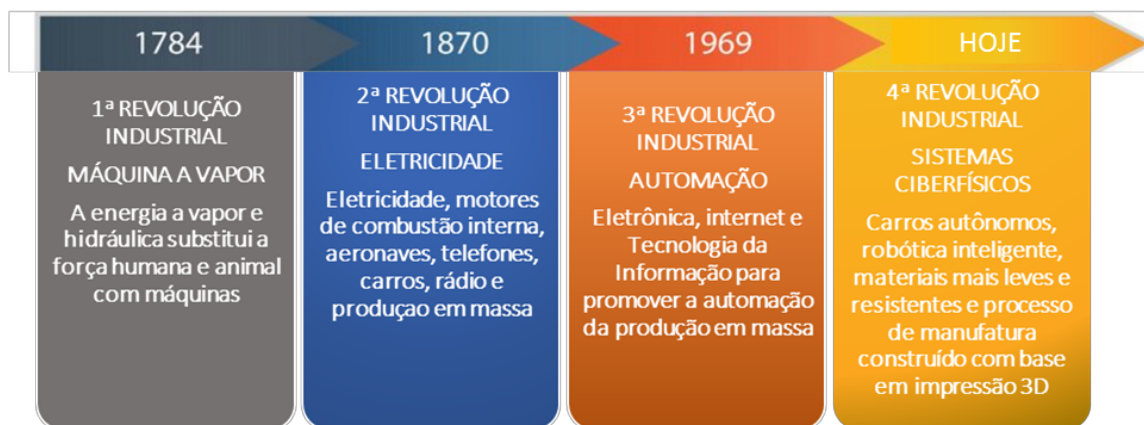 1784
1870
1969
HOJE
1ª REVOLUÇÃO
INDUSTRIAL
MÁQUINA A VAPOR
A energia a vapor e
hidráulica substitui a
força humana e animal
com máquinas
2ª REVOLUÇÃO
INDUSTRIAL
ELETRICIDADE
Eletricidade, motores
de combustão interna,
aeronaves, telefones,
carros, rádio e
produçao em massa
3ª REVOLUÇÃO
INDUSTRIAL
AUTOMAÇÃO
Eletrônica, internet e
Tecnologia da
Informação para
promover a automação
da produção em massa
4ª REVOLUÇÃO
INDUSTRIAL
SISTEMAS
CIBERFÍSICOS
Carros autônomos,
robótica inteligente,
materiais mais leves e
resistentes e processo
de manufatura
construído com base
em impressão 3D